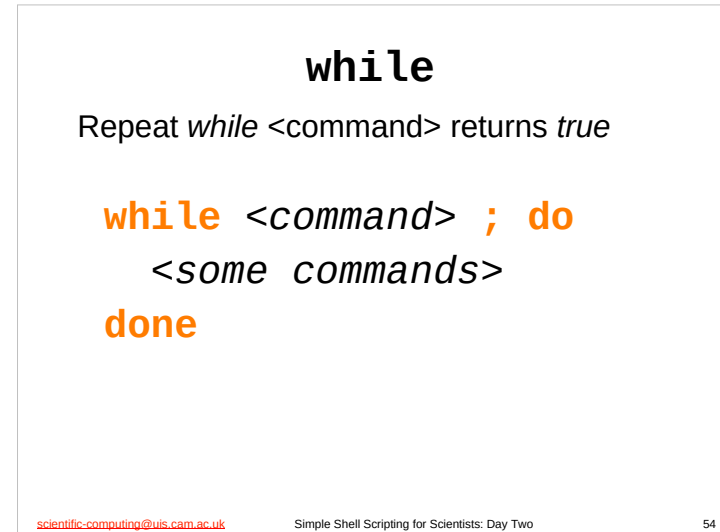 while
Repeat while <command> returns true
while <command> ; do
<some commands>
done
scientific-computing@uis.cam.ac.uk Simple Shell Scripting for Scientists: Day Two 54